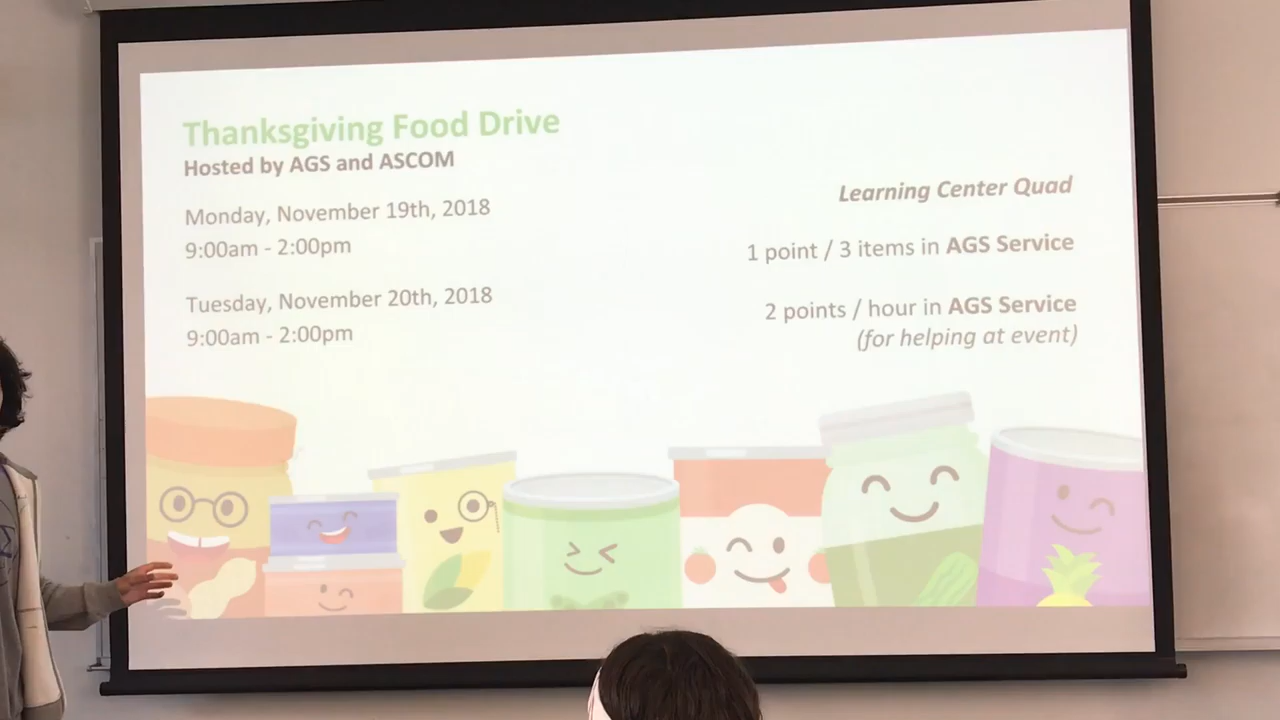 Thanksgiving Food Drive
Hosted by AGS and ASCOM
Monday, November 19th, 2018
9:00am - 2:00pm
Tuesday, November 20th, 2018
9:00am - 2:00pm
Learning Center Quad
1 point / 3 items in AGS Service
2 points / hour in AGS Service
(for helping at event)